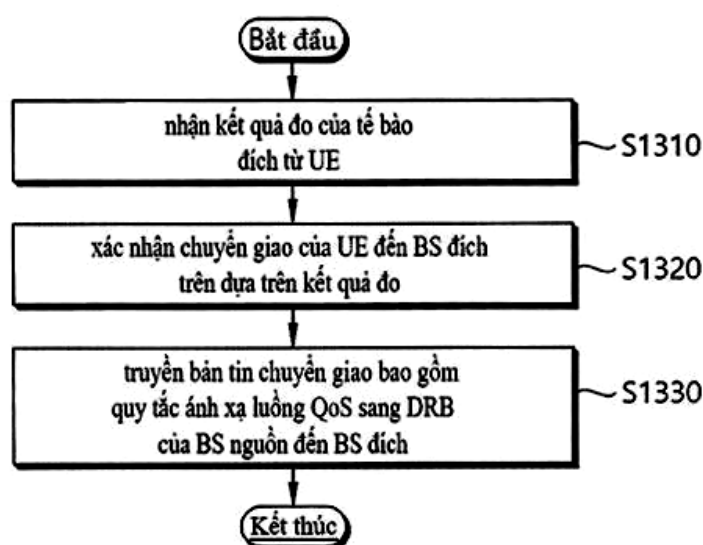 Bắt đầu
nhận kết quả đo của tế bào
đích từ UE
S1310
xác nhận chuyển giao của UE đến BS đích
trên dựa trên kết quả đo
S1320
truyền bản tin chuyển giao bao gồm
quy tắc ánh xạ luồng QoS sang DRB
của BS nguồn đến BS đích
S1330
Kết thúc